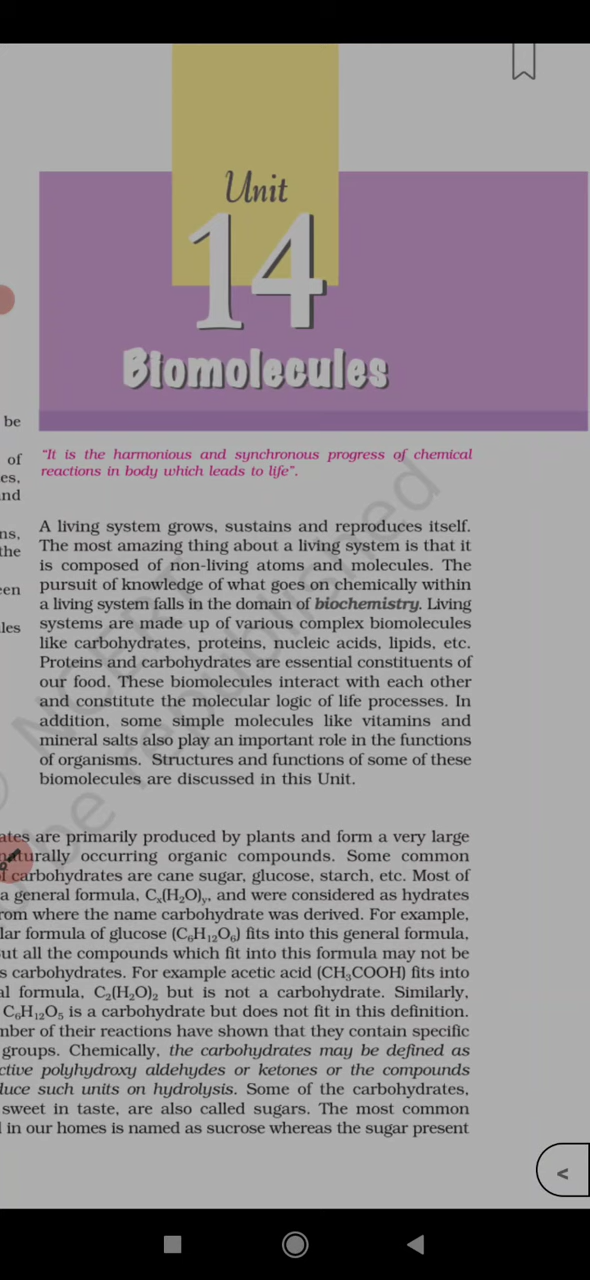 Unit
14
Biomolecules
be
of
es,
and
ns,
the
een
les
"It is the harmonious and synchronous progress of chemical
reactions in body which leads to life".
A living system grows, sustains and reproduces itself.
The most amazing thing about a living system is that it
is composed of non-living atoms and molecules. The
pursuit of knowledge of what goes on chemically within
a living system falls in the domain of biochemistry. Living
systems are made up of various complex biomolecules
like carbohydrates, proteins, nucleic acids, lipids, etc.
Proteins and carbohydrates are essential constituents of
our food. These biomolecules interact with each other
and constitute the molecular logic of life processes. In
addition, some simple molecules like vitamins and
mineral salts also play an important role in the functions
of organisms. Structures and functions of some of these
biomolecules are discussed in this Unit.
ates are primarily produced by plants and form a very large
naturally occurring organic compounds. Some common
f carbohydrates are cane sugar, glucose, starch, etc. Most of
a general formula, Cₓ(H₂O)ᵧ, and were considered as hydrates
rom where the name carbohydrate was derived. For example,
lar formula of glucose (C₆H₁₂O₆) fits into this general formula,
ut all the compounds which fit into this formula may not be
s carbohydrates. For example acetic acid (CH₃COOH) fits into
al formula, C₂(H₂O)₂ but is not a carbohydrate. Similarly,
C₆H₁₂O₅ is a carbohydrate but does not fit in this definition.
mber of their reactions have shown that they contain specific
groups. Chemically, the carbohydrates may be defined as
ctive polyhydroxy aldehydes or ketones or the compounds
duce such units on hydrolysis. Some of the carbohydrates,
sweet in taste, are also called sugars. The most common
in our homes is named as sucrose whereas the sugar present
© NCERT
be republished